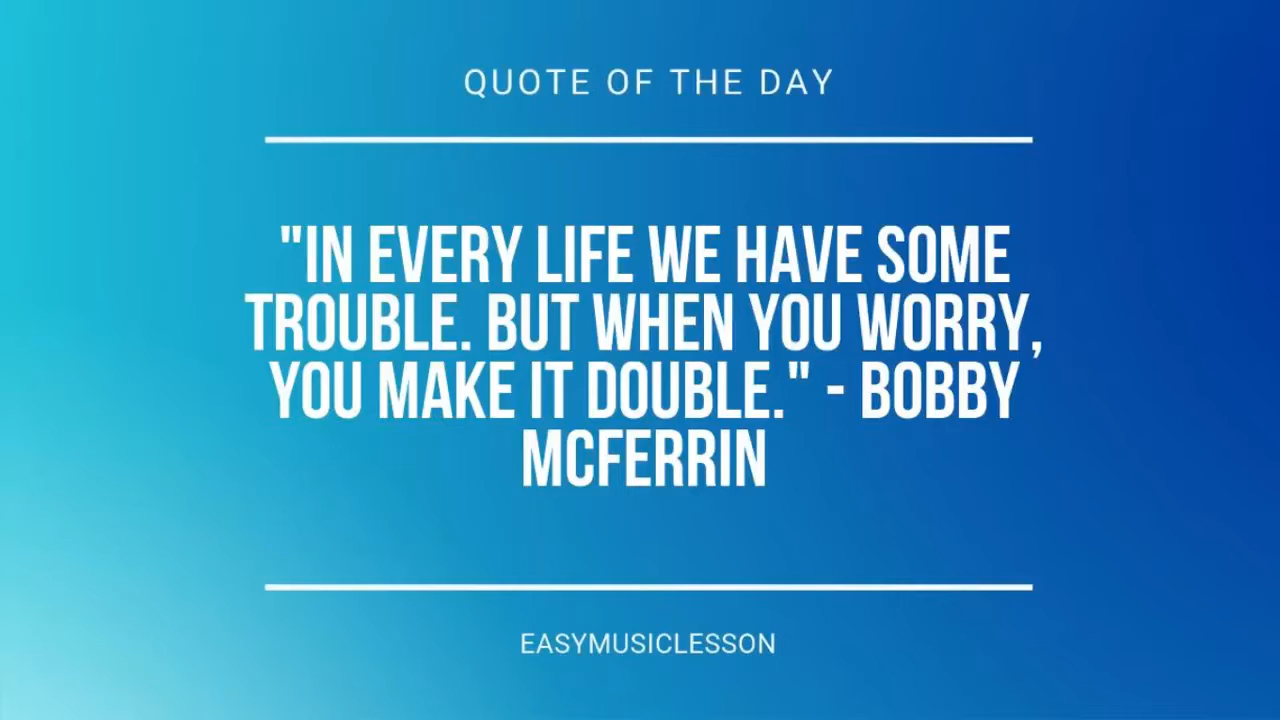 QUOTE OF THE DAY
"IN EVERY LIFE WE HAVE SOME
TROUBLE. BUT WHEN YOU WORRY,
YOU MAKE IT DOUBLE." - BOBBY
MCFERRIN
EASYMUSICLESSON